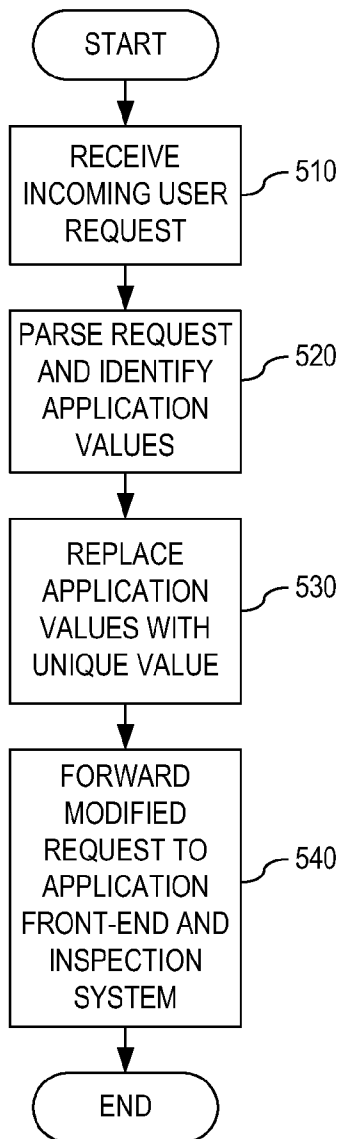 START
RECEIVE
INCOMING USER
REQUEST
510
PARSE REQUEST
AND IDENTIFY
APPLICATION
VALUES
520
REPLACE
APPLICATION
VALUES WITH
UNIQUE VALUE
530
FORWARD
MODIFIED
REQUEST TO
APPLICATION
FRONT-END AND
INSPECTION
SYSTEM
540
END